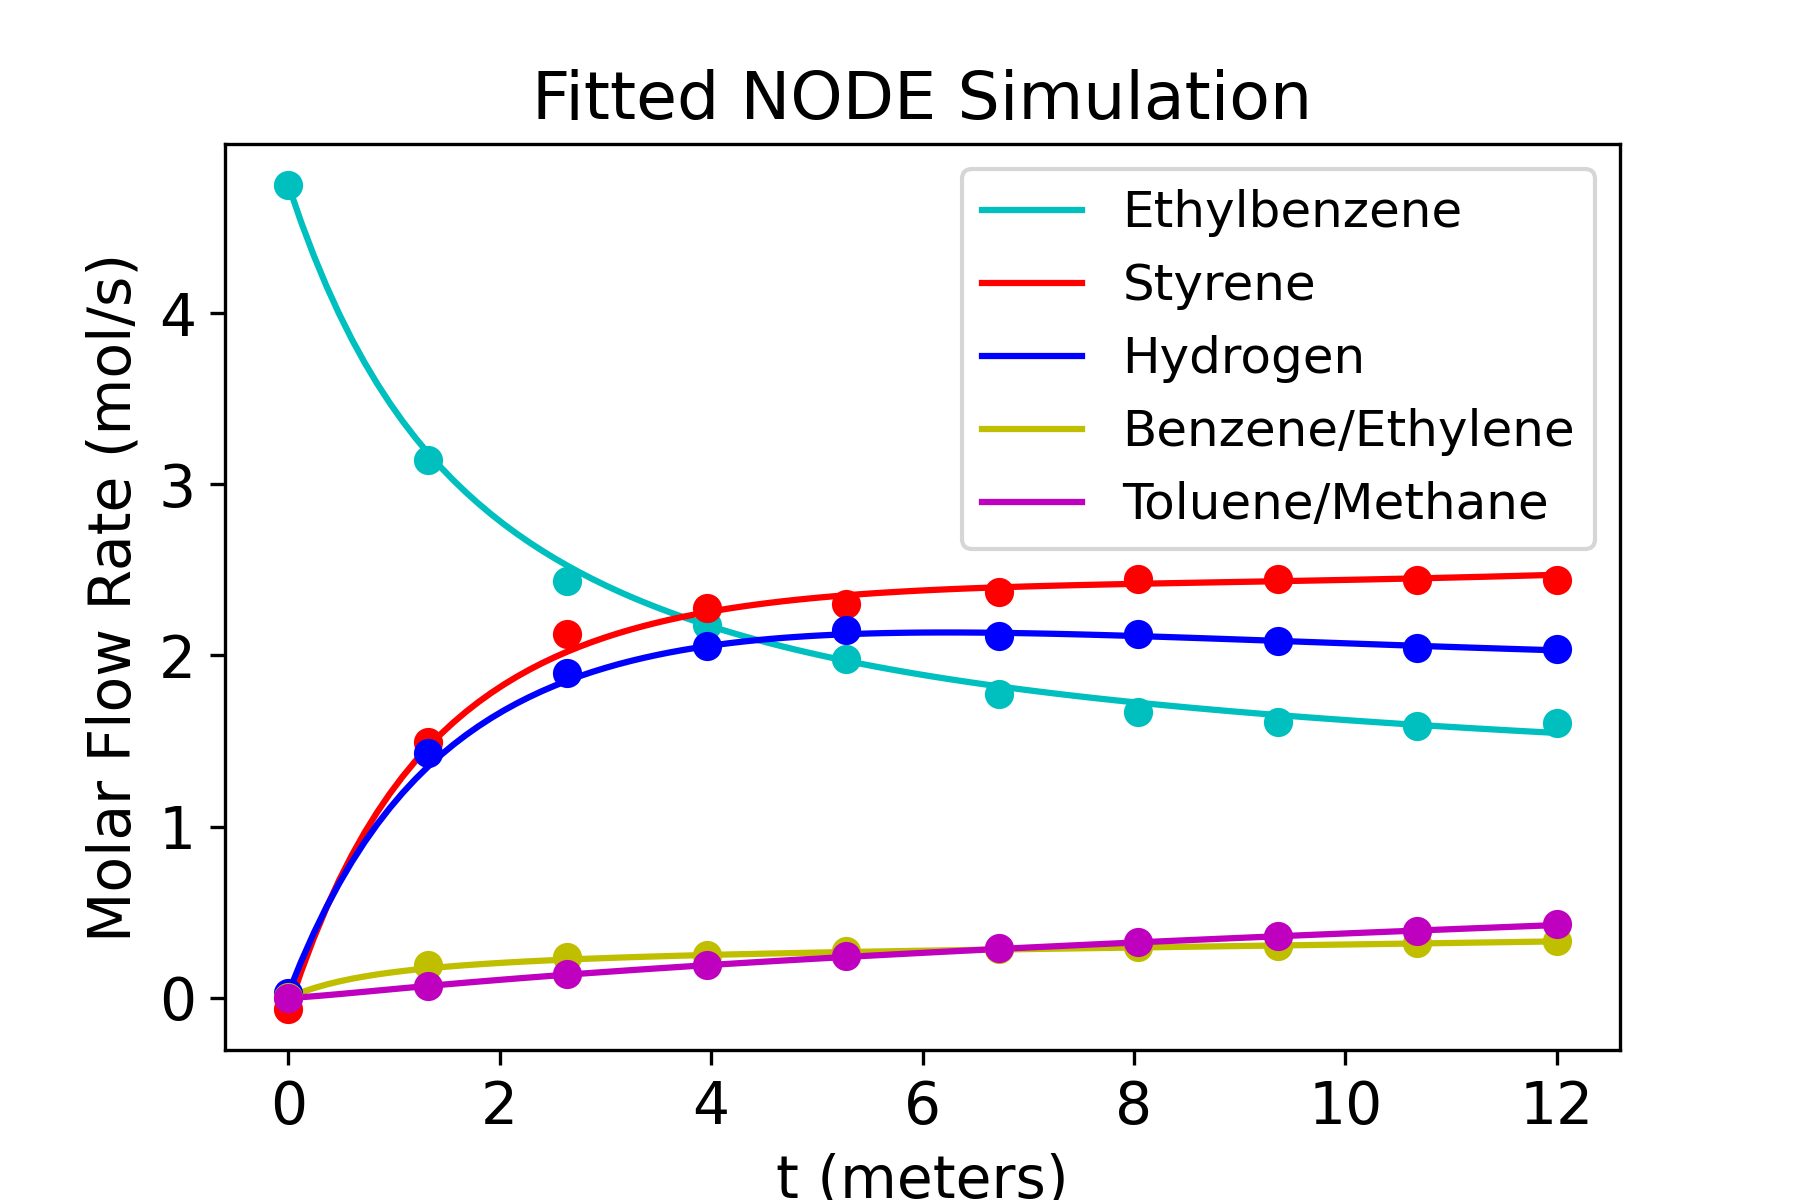 Fitted NODE Simulation
Ethylbenzene
Styrene
Hydrogen
Benzene/Ethylene
Toluene/Methane
Molar Flow Rate (mol/s)
4
3
2
1
0
0 2 4 6 8 10 12
t (meters)